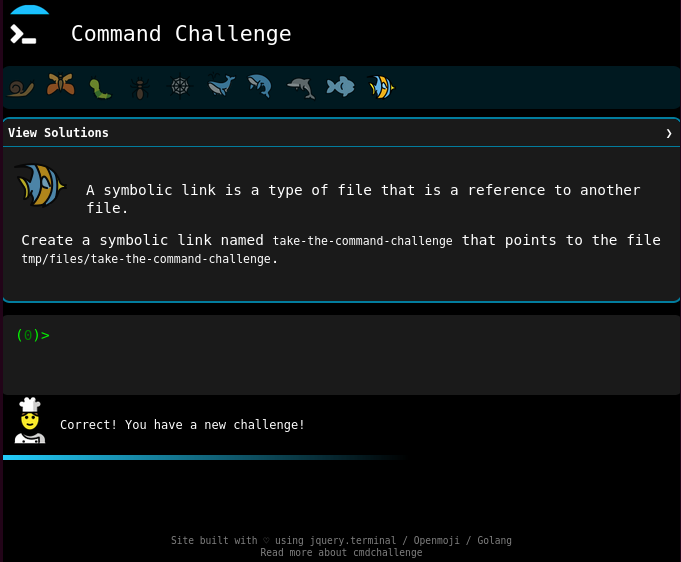 Command Challenge
View Solutions ❯
A symbolic link is a type of file that is a reference to another
file.
Create a symbolic link named take-the-command-challenge that points to the file
tmp/files/take-the-command-challenge.
(0)>
Correct! You have a new challenge!
Site built with ♡ using jquery.terminal / Openmoji / Golang
Read more about cmdchallenge